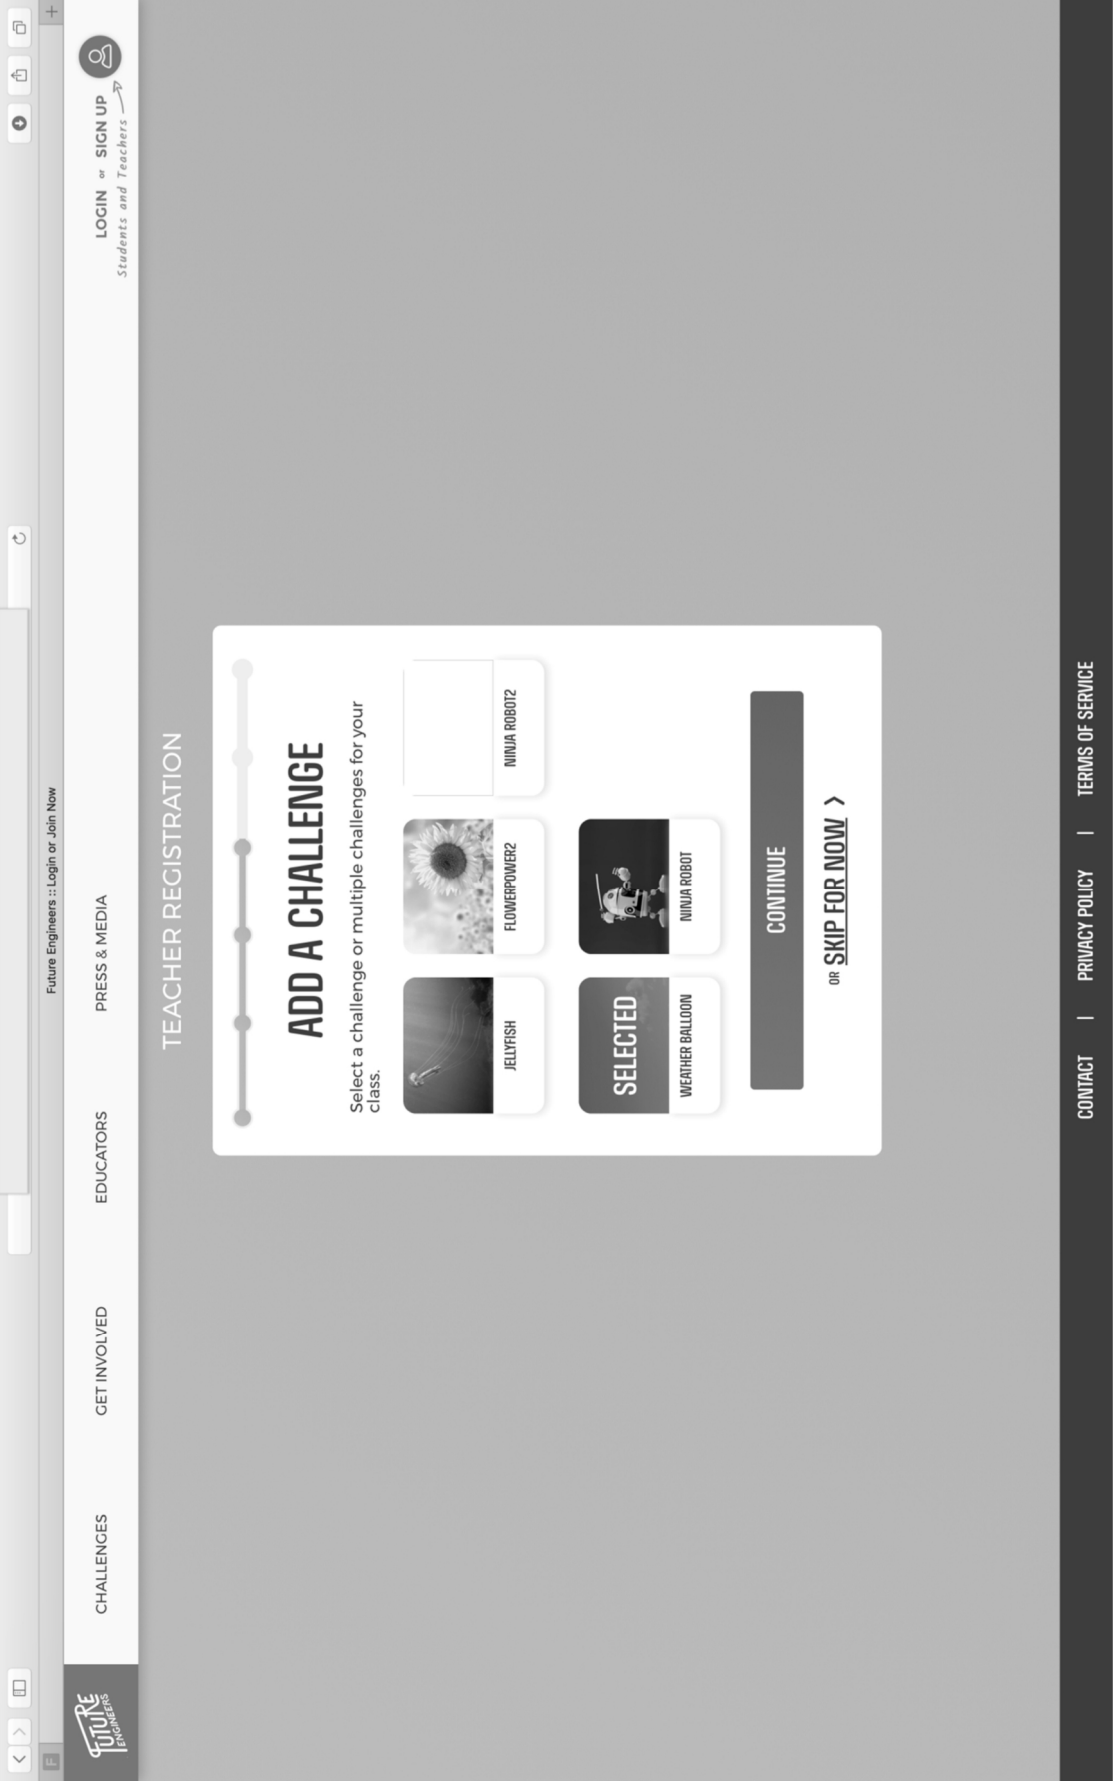 F
Future Engineers :: Login or Join Now
FUTURE
ENGINEERS
CHALLENGES
GET INVOLVED
EDUCATORS
PRESS & MEDIA
LOGIN or SIGN UP
Students and Teachers
TEACHER REGISTRATION
ADD A CHALLENGE
Select a challenge or multiple challenges for your
class.
JELLYFISH
FLOWERPOWER2
NINJA ROBOT2
SELECTED
WEATHER BALLOON
NINJA ROBOT
CONTINUE
OR SKIP FOR NOW
CONTACT | PRIVACY POLICY | TERMS OF SERVICE